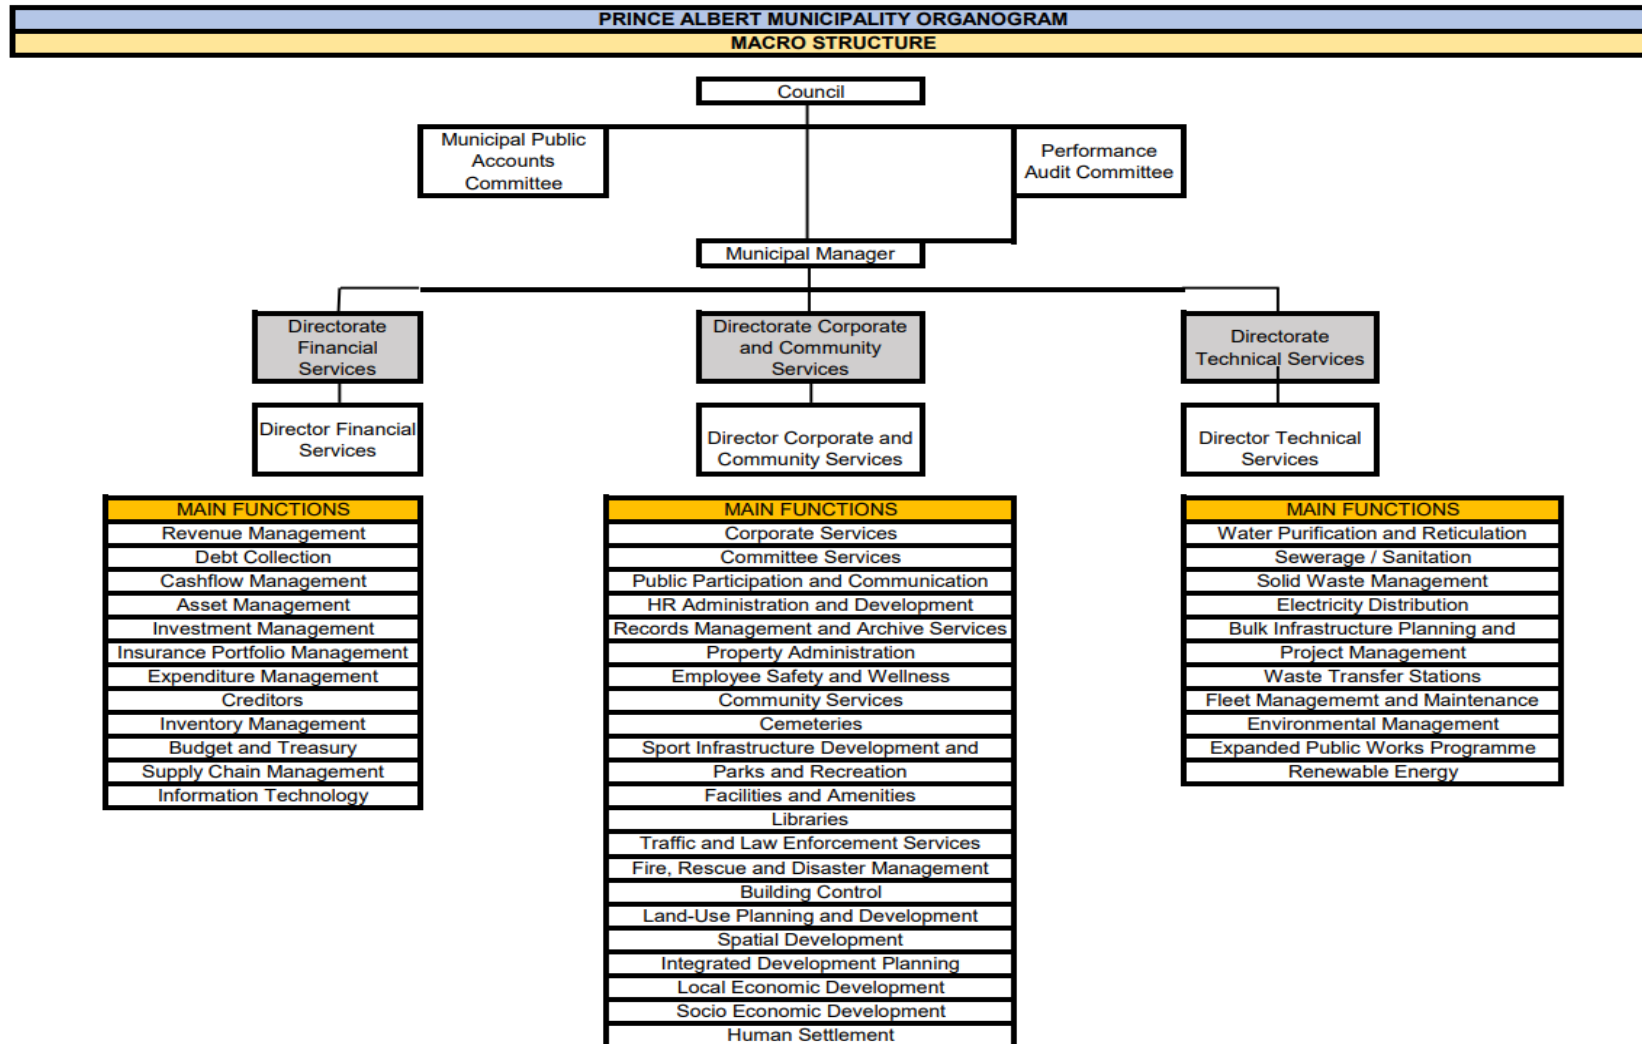 PRINCE ALBERT MUNICIPALITY ORGANOGRAM
MACRO STRUCTURE
Council
Municipal Public
Accounts
Committee
Performance
Audit Committee
Municipal Manager
Directorate
Financial
Services
Directorate Corporate
and Community
Services
Directorate
Technical Services
Director Financial
Services
Director Corporate and
Community Services
Director Technical
Services
MAIN FUNCTIONS
Revenue Management
Debt Collection
Cashflow Management
Asset Management
Investment Management
Insurance Portfolio Management
Expenditure Management
Creditors
Inventory Management
Budget and Treasury
Supply Chain Management
Information Technology
MAIN FUNCTIONS
Corporate Services
Committee Services
Public Participation and Communication
HR Administration and Development
Records Management and Archive Services
Property Administration
Employee Safety and Wellness
Community Services
Cemeteries
Sport Infrastructure Development and
Parks and Recreation
Facilities and Amenities
Libraries
Traffic and Law Enforcement Services
Fire, Rescue and Disaster Management
Building Control
Land-Use Planning and Development
Spatial Development
Integrated Development Planning
Local Economic Development
Socio Economic Development
Human Settlement
MAIN FUNCTIONS
Water Purification and Reticulation
Sewerage / Sanitation
Solid Waste Management
Electricity Distribution
Bulk Infrastructure Planning and
Project Management
Waste Transfer Stations
Fleet Managememt and Maintenance
Environmental Management
Expanded Public Works Programme
Renewable Energy